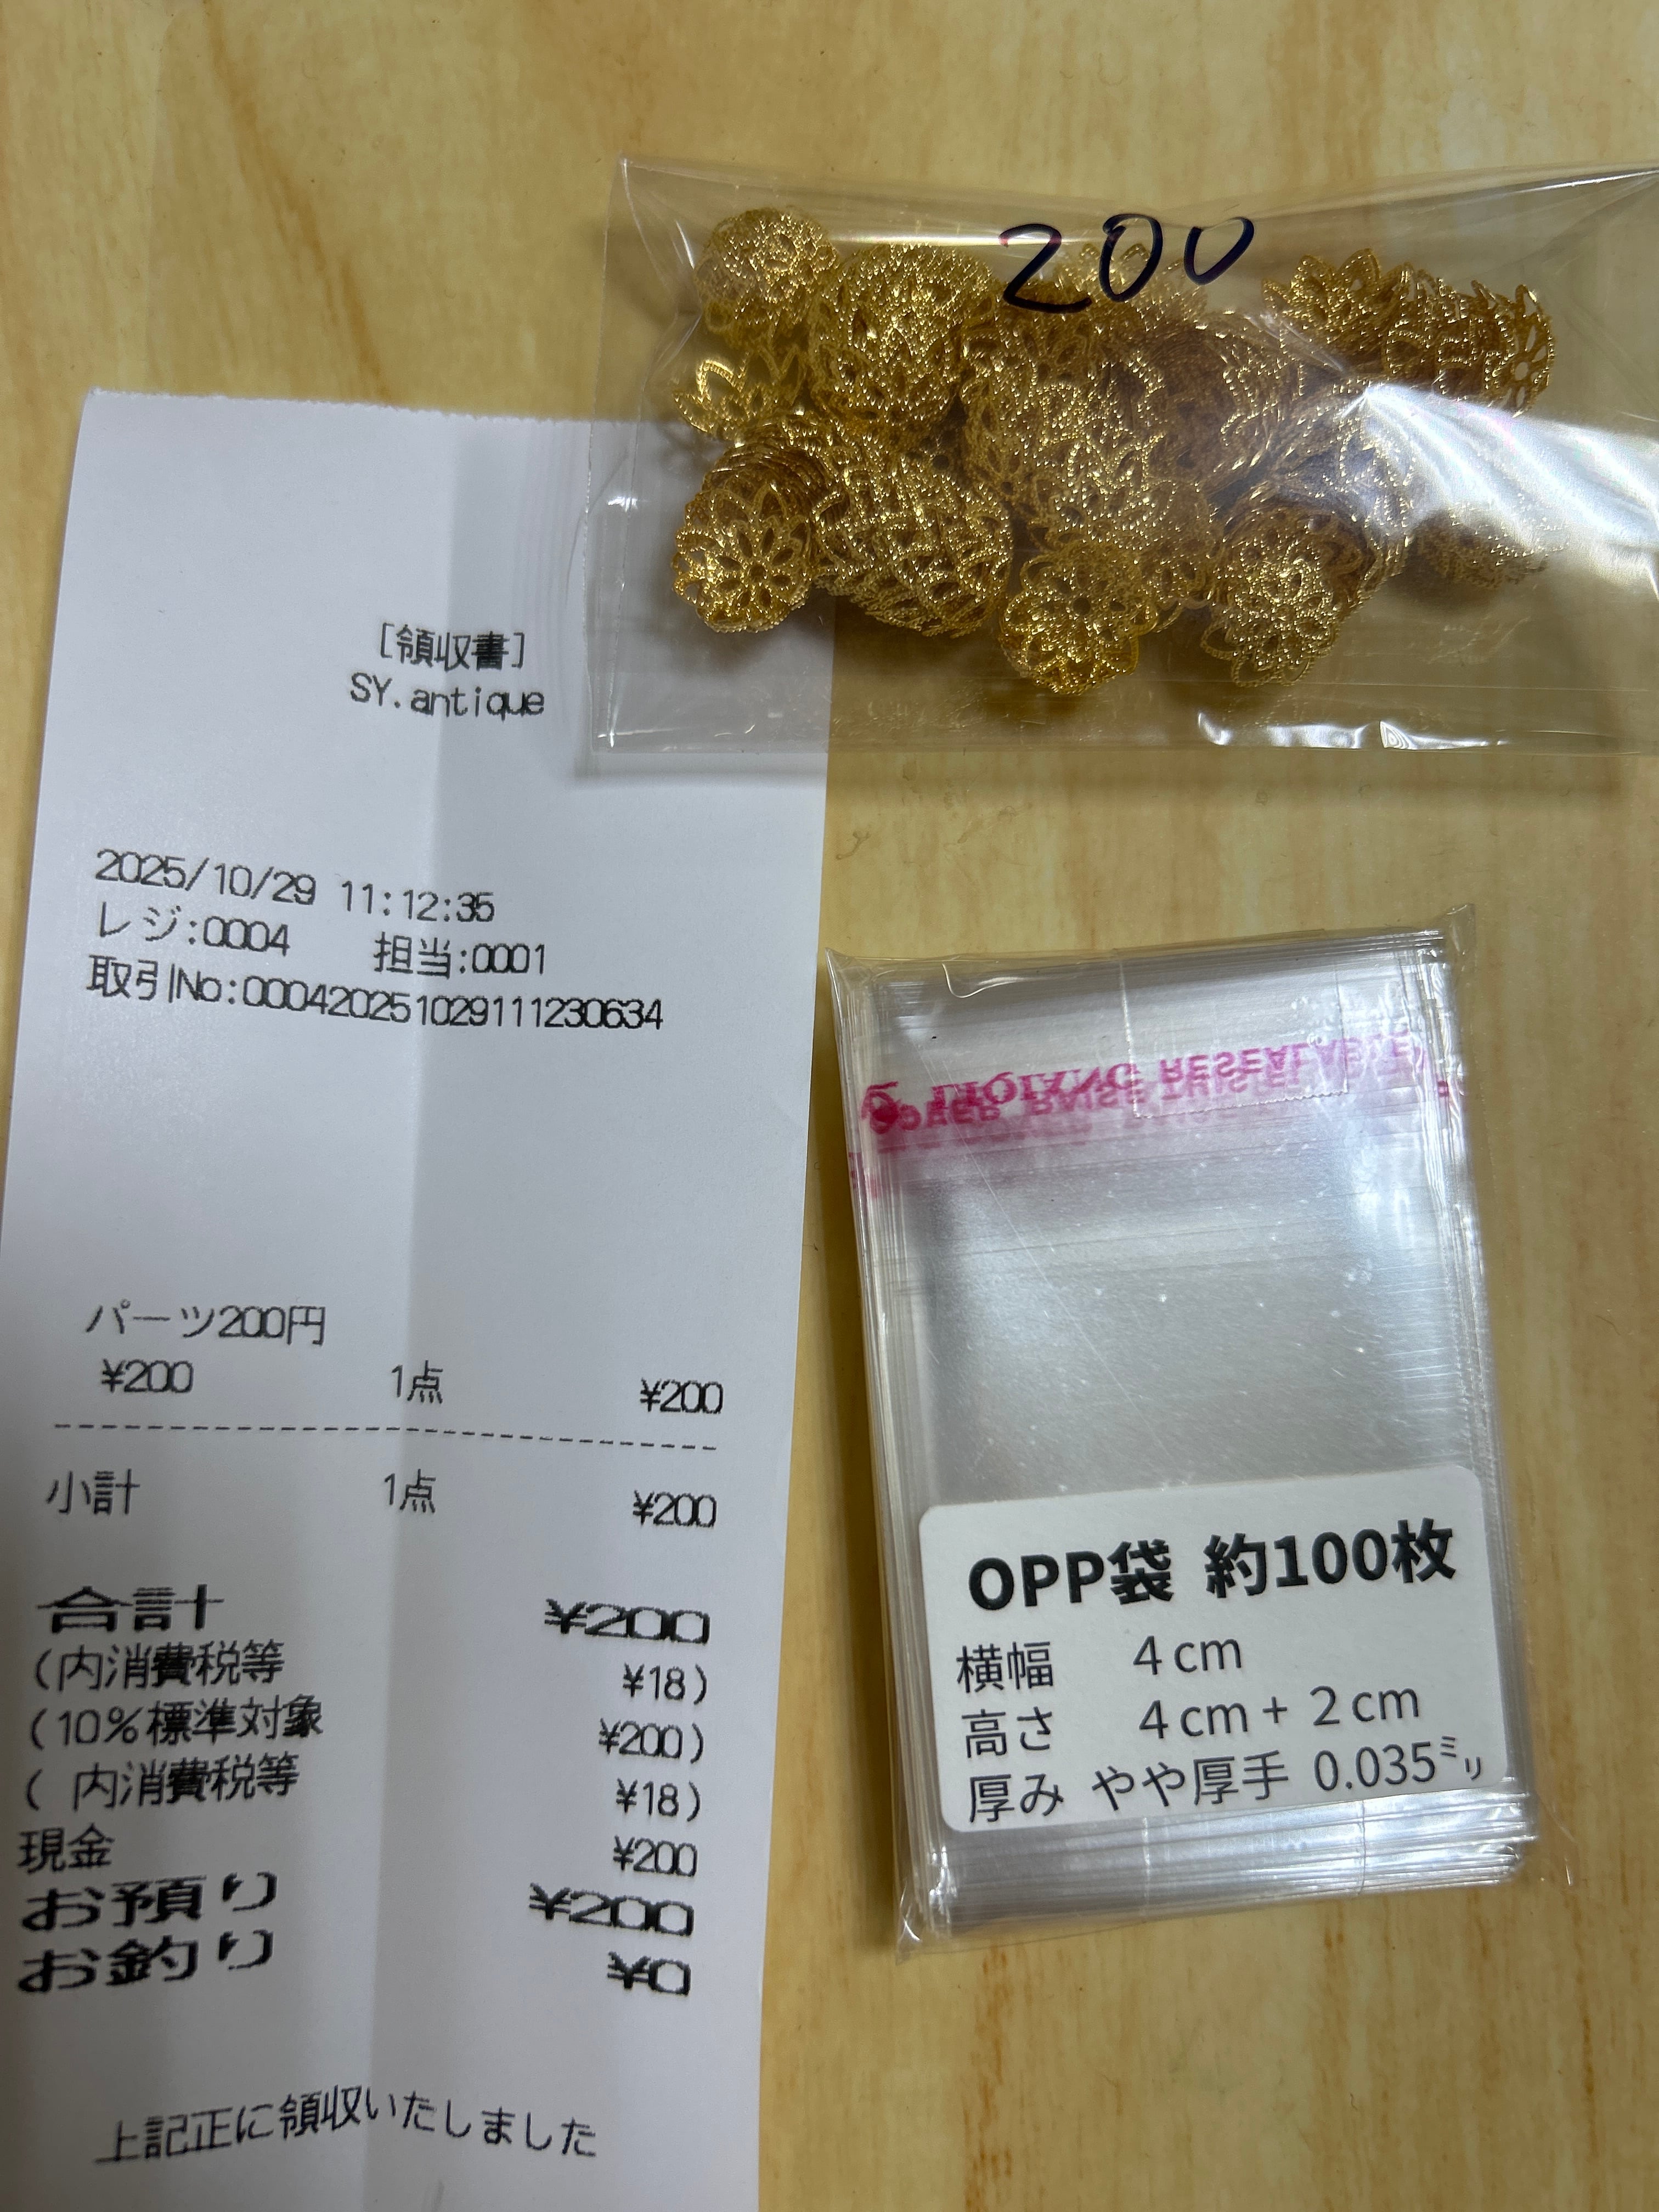 200
[領収書]
SY.antique
2025/10/29 11:12:35
レジ:0004 担当:0001
取引No:00042025102911230634
パーツ200円
¥200 1点 ¥200
小計 1点 ¥200
合計 ¥200
(内消費税等 ¥18)
(10%標準対象 ¥200)
( 内消費税等 ¥18)
現金 ¥200
お預り ¥200
お釣り ¥0
上記正に領収いたしました
LIQIANG RESEALABLE
OPP袋 約100枚
横幅 4cm
高さ 4cm+2cm
厚み やや厚手 0.035ミリ